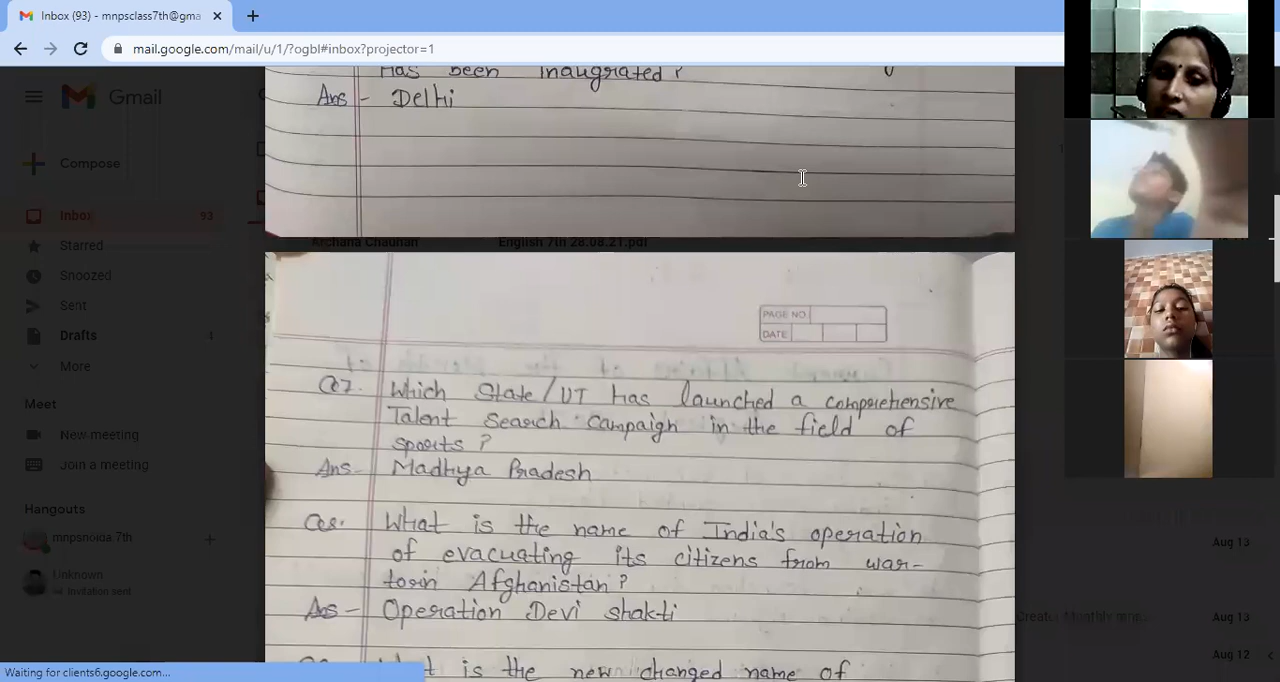 Inbox (93) - mnpsclass7th@gma
mail.google.com/mail/u/1/?ogbl#inbox?projector=1
Has been inaugrated?
Ans - Delhi
Gmail
Compose
Inbox 93
Starred
Snoozed
Sent
Drafts
More
Meet
New meeting
Join a meeting
Hangouts
mnpsnoida.7th
Unknown
Invitation sent
Archana Chauhan English 7th 28.08.21.pdf
PAGE NO.
DATE
Q7. Which State/UT Has launched a comprehensive
Talent Search Campaign in the field of
sports?
Ans- Madhya Pradesh
Q8. What is the name of India's operation
of evacuating its citizens from war-
torn Afghanistan?
Ans - Operation Devi shakti
is the new changed name of
Aug 13
Aug 13
Aug 12
Waiting for clients6.google.com...